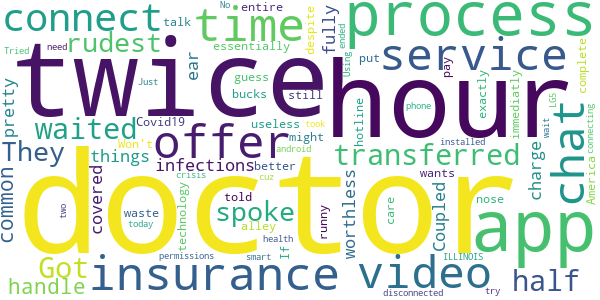 connect
talk
No
entire
time
despite
process
Tried
need
rudest
essentially
fully
service
guess
put
ear
twice
hour
bucks
still
pay
complete
pretty
Just
Covid19
useless
might
hotline
Using
ended
exactly
immediatly
LG5
connecting
America
waited
offer
took
phone
android
wait
chat
They
things
Won't
infections
better
transferred
installed
common
covered
technology
crisis
cuz
told
doctor
worthless
Coupled
wants
charge
nose
app
two
waste
today
spoke
alley
runny
care
If
health
ILLINOIS
Got
handle
insurance
permissions
smart
video
disconnected
try
half